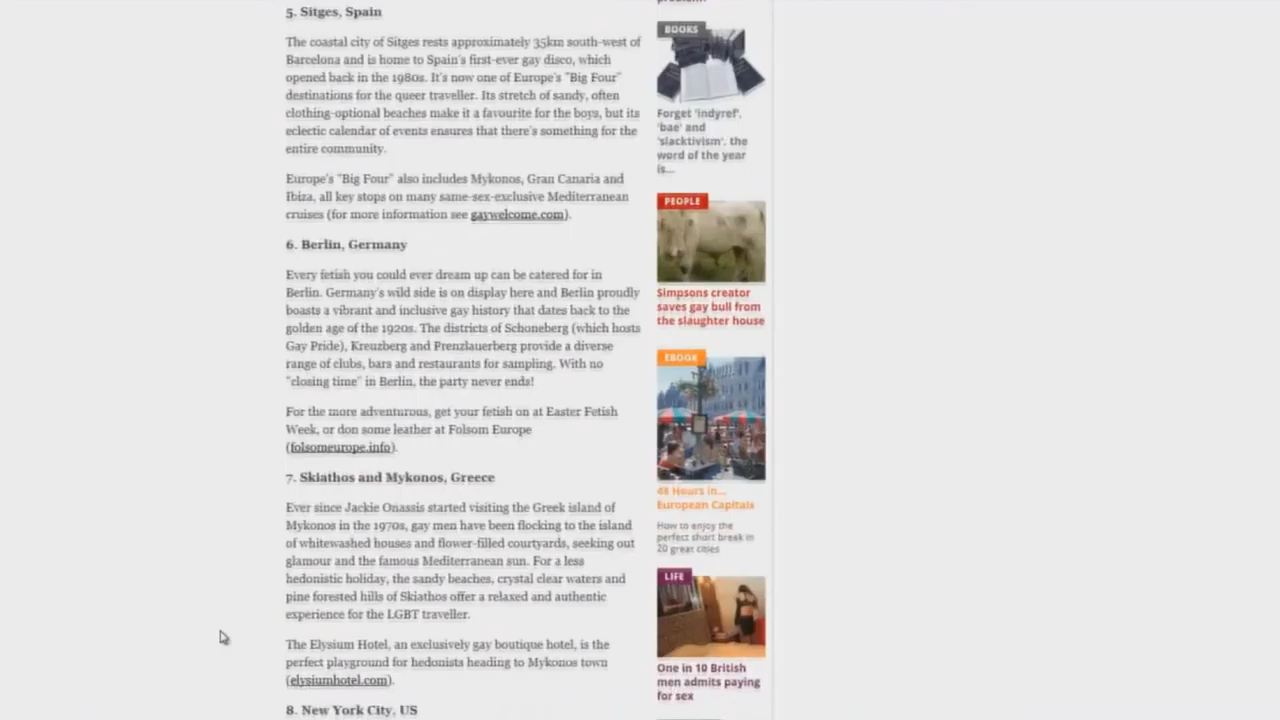 5. Sitges, Spain
The coastal city of Sitges rests approximately 35km south-west of
Barcelona and is home to Spain's first-ever gay disco, which
opened back in the 1980s. It's now one of Europe's "Big Four"
destinations for the queer traveller. Its stretch of sandy, often
clothing-optional beaches make it a favourite for the boys, but its
eclectic calendar of events ensures that there's something for the
entire community.
Europe's "Big Four" also includes Mykonos, Gran Canaria and
Ibiza, all key stops on many same-sex-exclusive Mediterranean
cruises (for more information see gaywelcome.com).
6. Berlin, Germany
Every fetish you could ever dream up can be catered for in
Berlin. Germany's wild side is on display here and Berlin proudly
boasts a vibrant and inclusive gay history that dates back to the
golden age of the 1920s. The districts of Schoneberg (which hosts
Gay Pride), Kreuzberg and Prenzlauerberg provide a diverse
range of clubs, bars and restaurants for sampling. With no
"closing time" in Berlin, the party never ends!
For the more adventurous, get your fetish on at Easter Fetish
Week, or don some leather at Folsom Europe
(folsomeurope.info).
7. Skiathos and Mykonos, Greece
Ever since Jackie Onassis started visiting the Greek island of
Mykonos in the 1970s, gay men have been flocking to the island
of whitewashed houses and flower-filled courtyards, seeking out
glamour and the famous Mediterranean sun. For a less
hedonistic holiday, the sandy beaches, crystal clear waters and
pine forested hills of Skiathos offer a relaxed and authentic
experience for the LGBT traveller.
The Elysium Hotel, an exclusively gay boutique hotel, is the
perfect playground for hedonists heading to Mykonos town
(elysiumhotel.com).
8. New York City, US
BOOKS
Forget 'indyref',
'bae' and
'slacktivism', the
word of the year
is...
PEOPLE
Simpsons creator
saves gay bull from
the slaughter house
EBOOK
48 Hours in...
European Capitals
How to enjoy the
perfect short break in
20 great cities
LIFE
One in 10 British
men admits paying
for sex